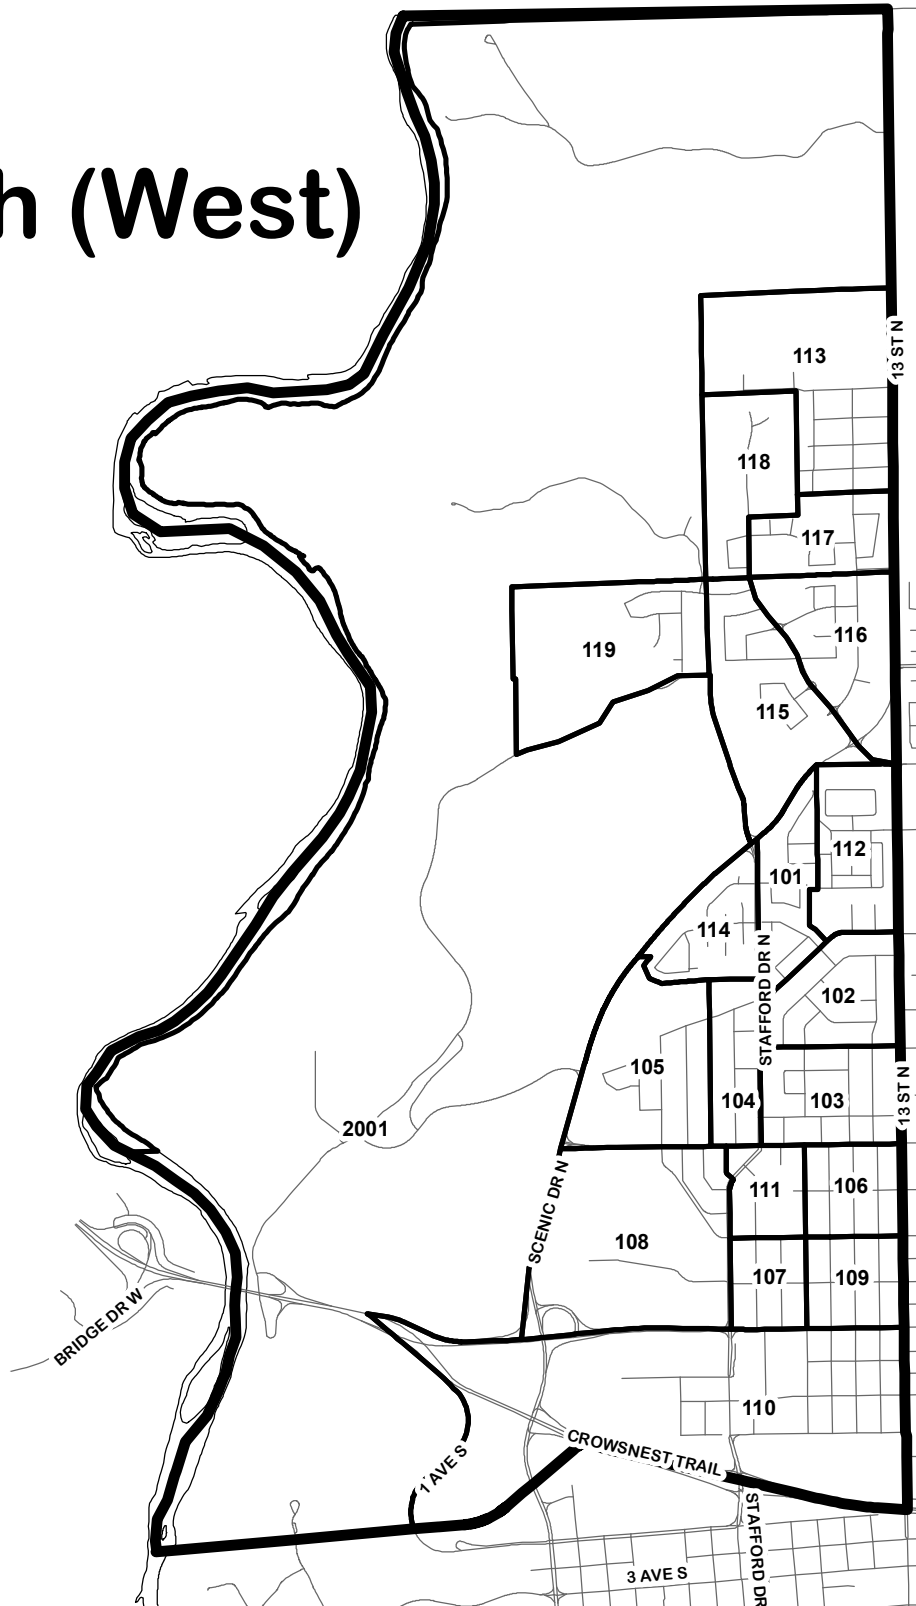 h (West)
13 ST N
113
118
117
116
119
115
112
101
114
STAFFORD DR N
102
105
104
103
13 ST N
2001
111
106
SCENIC DR N
108
107
109
BRIDGE DR W
110
CROWSNEST TRAIL
1 AVE S
STAFFORD DR
3 AVE S